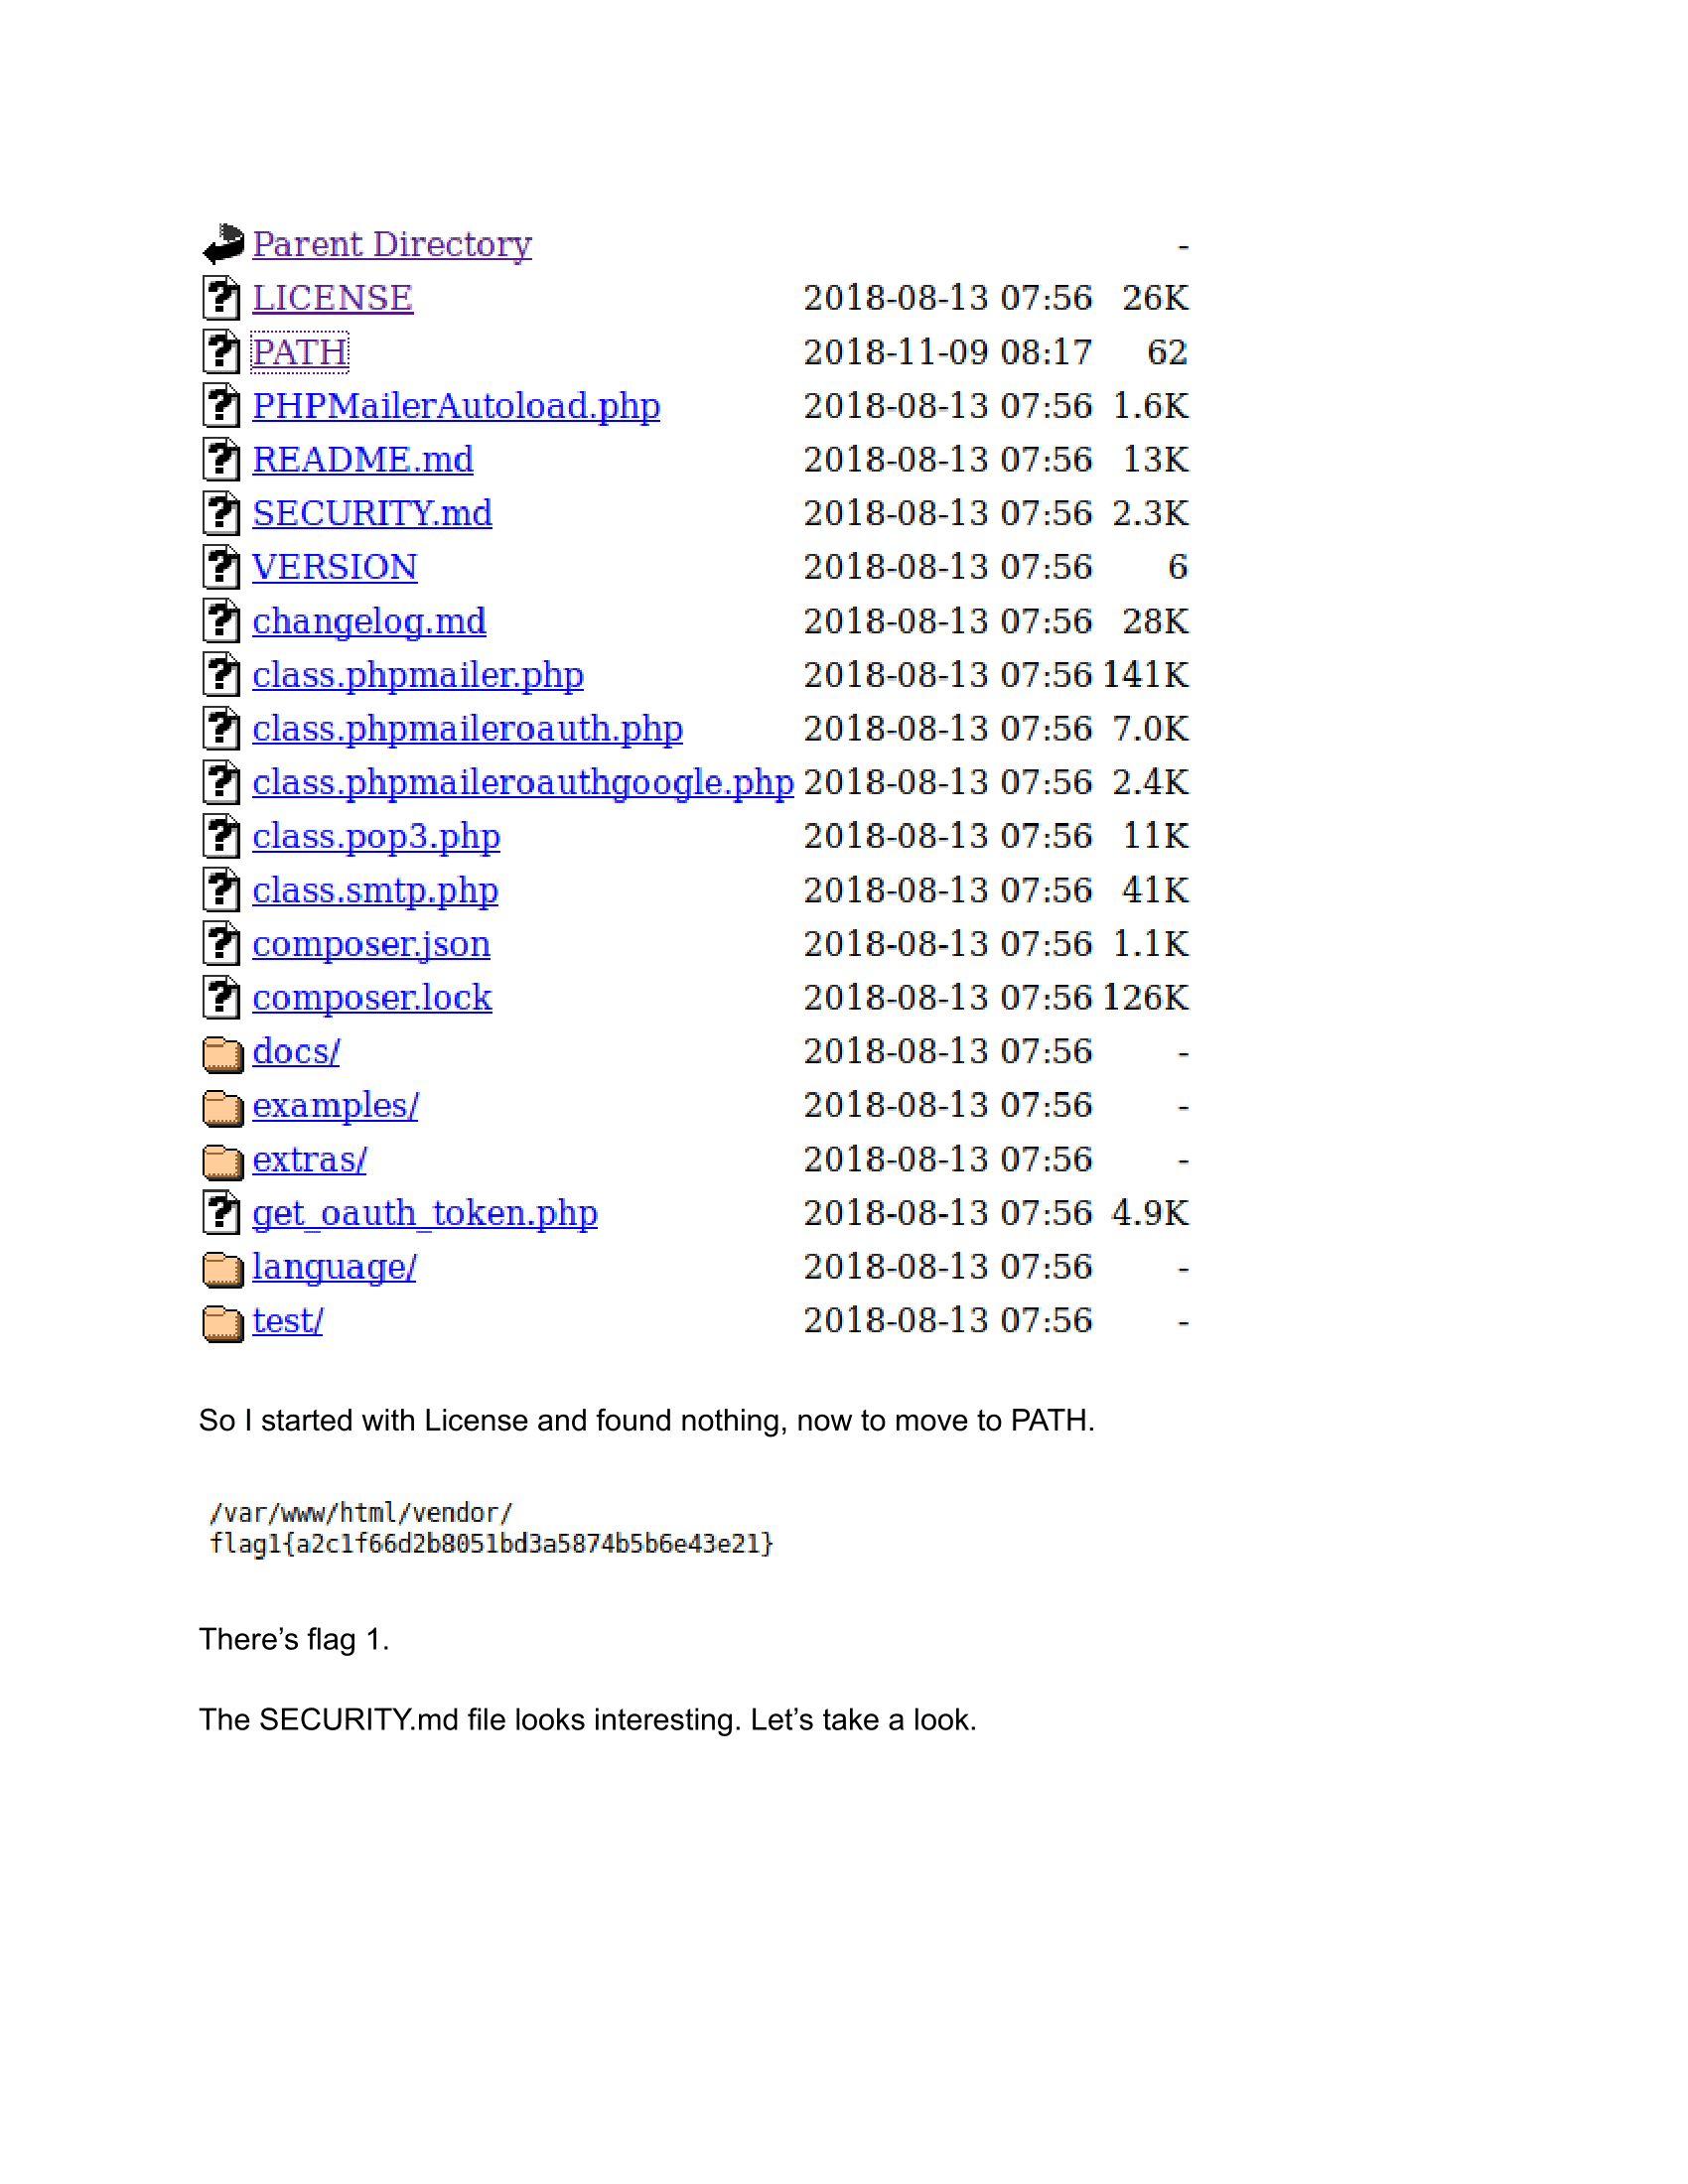 Parent Directory -
LICENSE 2018-08-13 07:56 26K
PATH 2018-11-09 08:17 62
PHPMailerAutoload.php 2018-08-13 07:56 1.6K
README.md 2018-08-13 07:56 13K
SECURITY.md 2018-08-13 07:56 2.3K
VERSION 2018-08-13 07:56 6
changelog.md 2018-08-13 07:56 28K
class.phpmailer.php 2018-08-13 07:56 141K
class.phpmaileroauth.php 2018-08-13 07:56 7.0K
class.phpmaileroauthgoogle.php 2018-08-13 07:56 2.4K
class.pop3.php 2018-08-13 07:56 11K
class.smtp.php 2018-08-13 07:56 41K
composer.json 2018-08-13 07:56 1.1K
composer.lock 2018-08-13 07:56 126K
docs/ 2018-08-13 07:56 -
examples/ 2018-08-13 07:56 -
extras/ 2018-08-13 07:56 -
get_oauth_token.php 2018-08-13 07:56 4.9K
language/ 2018-08-13 07:56 -
test/ 2018-08-13 07:56 -
So I started with License and found nothing, now to move to PATH.
/var/www/html/vendor/
flag1{a2c1f66d2b8051bd3a5874b5b6e43e21}
There’s flag 1.
The SECURITY.md file looks interesting. Let’s take a look.